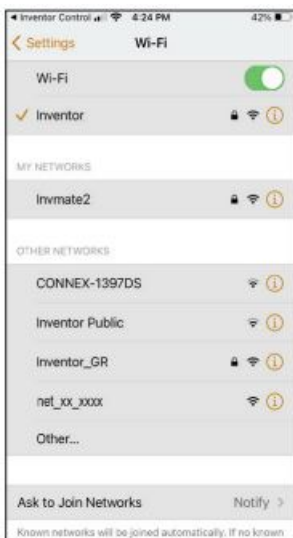 Inventor Control 4:24 PM 42%
Settings Wi-Fi
Wi-Fi
Inventor
MY NETWORKS
Invmate2
OTHER NETWORKS
CONNEX-1397DS
Inventor Public
Inventor_GR
net_xx_xxxx
Other...
Ask to Join Networks Notify
Known networks will be joined automatically. If no known